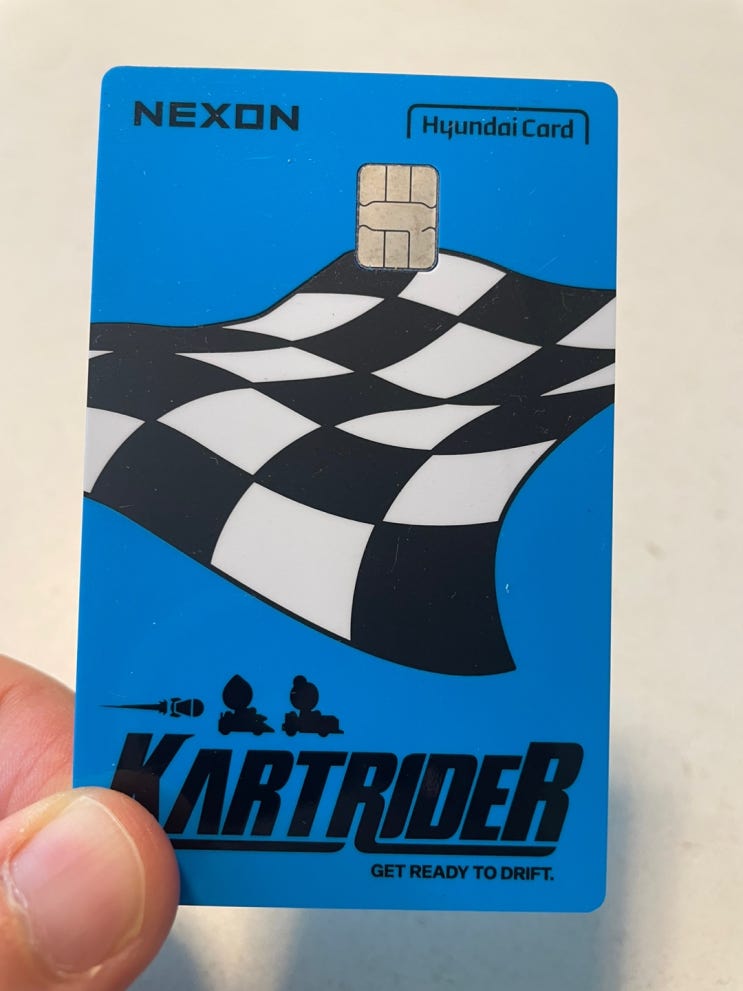 NEXON
Hyundai Card
KARTRIDER
GET READY TO DRIFT.